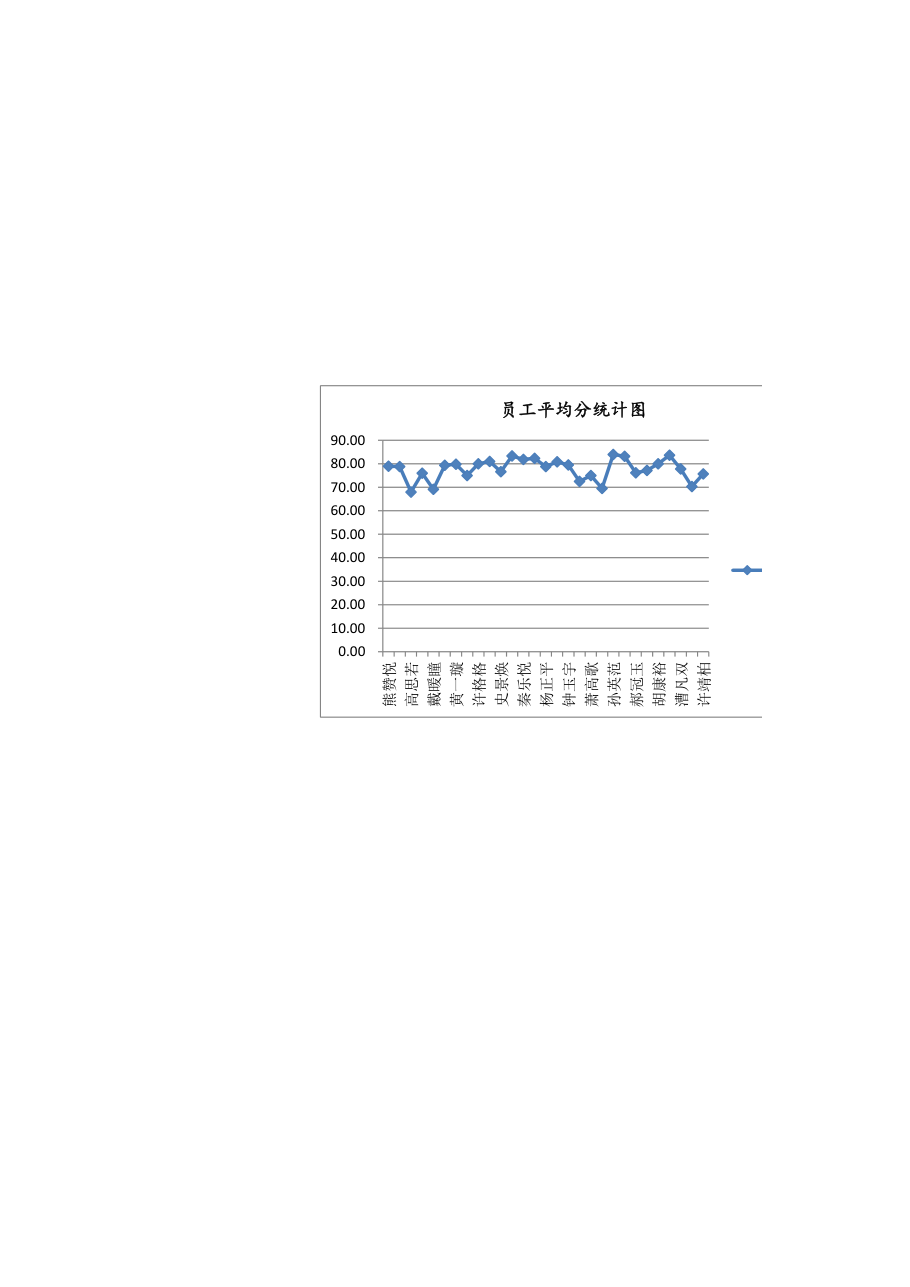 员工平均分统计图
90.00
80.00
70.00
60.00
50.00
40.00
30.00
20.00
10.00
0.00
熊赞悦
高思若
戴暖瞳
黄一璇
许格格
史景焕
秦乐悦
杨正平
钟玉宇
萧高歌
孙英范
郝冠玉
胡康裕
漕凡双
许靖柏